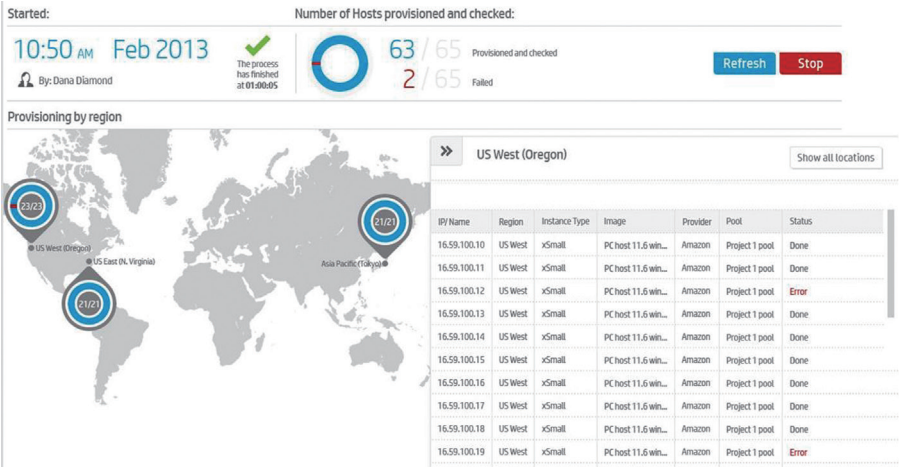 Started:
Number of Hosts provisioned and checked:
10:50 AM Feb 2013
By: Dana Diamond
The process
has finished
at 01:00:05
63 / 65 Provisioned and checked
2 / 65 Failed
Refresh
Stop
Provisioning by region
23/23
US West (Oregon)
US East (N. Virginia)
21/21
21/21
Asia Pacific (Tokyo)
» US West (Oregon)
Show all locations
IP/ Name Region Instance Type Image Provider Pool Status
16.59.100.10 US West xSmall PC host 11.6 win... Amazon Project 1 pool Done
16.59.100.11 US West xSmall PC host 11.6 win... Amazon Project 1 pool Done
16.59.100.12 US West xSmall PC host 11.6 win... Amazon Project 1 pool Error
16.59.100.13 US West xSmall PC host 11.6 win... Amazon Project 1 pool Done
16.59.100.14 US West xSmall PC host 11.6 win... Amazon Project 1 pool Done
16.59.100.15 US West xSmall PC host 11.6 win... Amazon Project 1 pool Done
16.59.100.16 US West xSmall PC host 11.6 win... Amazon Project 1 pool Done
16.59.100.17 US West xSmall PC host 11.6 win... Amazon Project 1 pool Done
16.59.100.18 US West xSmall PC host 11.6 win... Amazon Project 1 pool Done
16.59.100.19 US West xSmall PC host 11.6 win... Amazon Project 1 pool Error